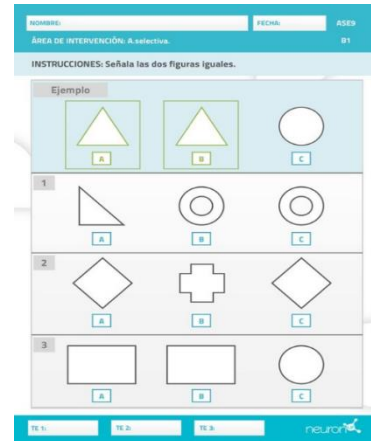 NOMBRE: FECHA: ASE9
ÁREA DE INTERVENCIÓN: A.selectiva. B1
INSTRUCCIONES: Señala las dos figuras iguales.
Ejemplo
A B C
1
A B C
2
A B C
3
A B C
TE 1: TE 2: TE 3: neuron